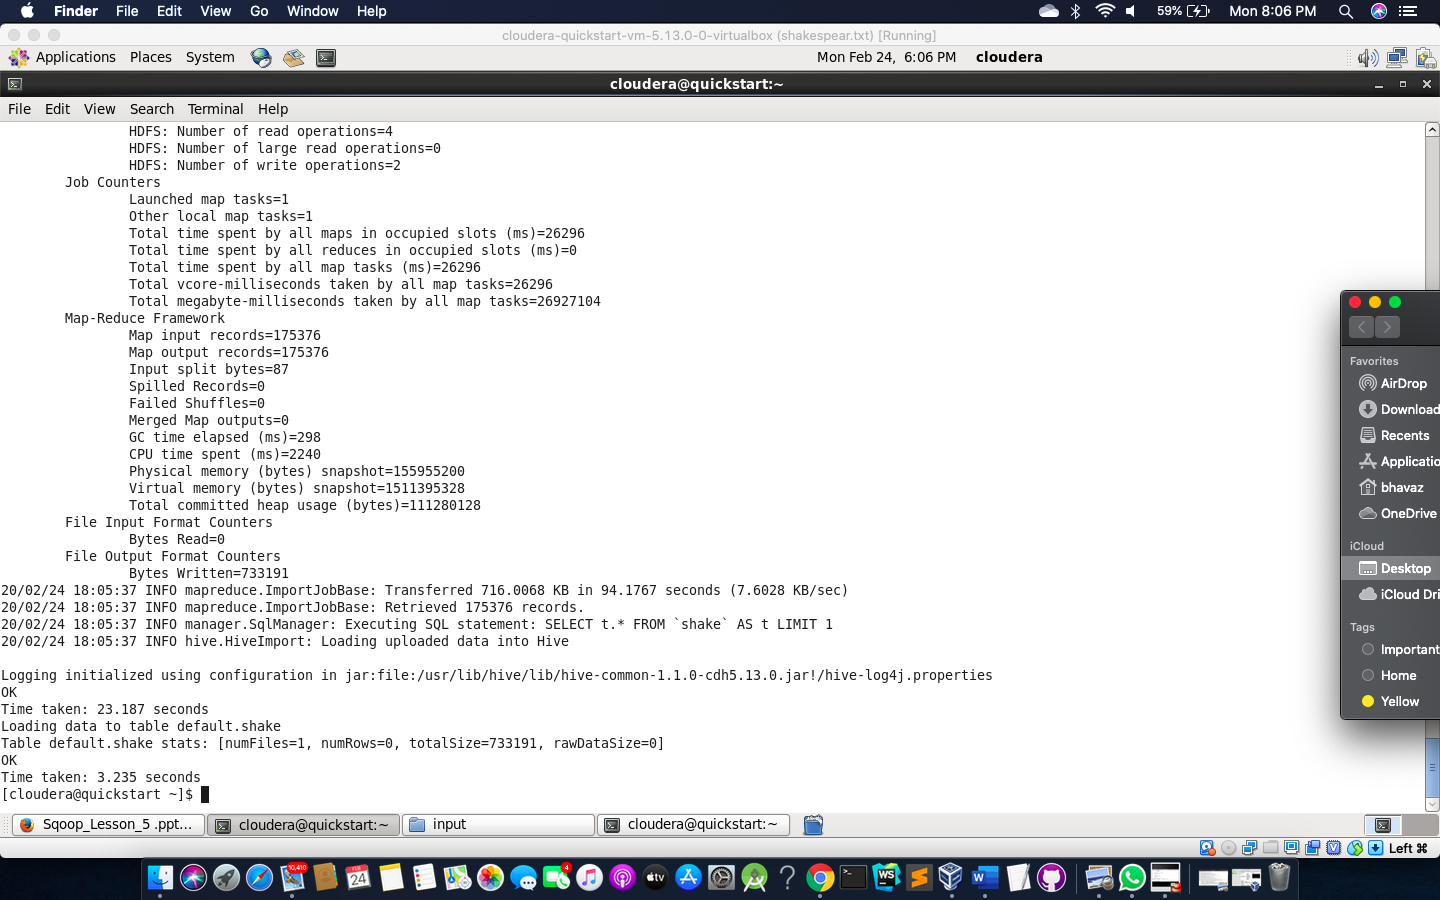 Finder File Edit View Go Window Help 59% Mon 8:06 PM
cloudera-quickstart-vm-5.13.0-0-virtualbox (shakespear.txt) [Running]
Applications Places System Mon Feb 24, 6:06 PM cloudera
cloudera@quickstart:~
File Edit View Search Terminal Help
HDFS: Number of read operations=4
HDFS: Number of large read operations=0
HDFS: Number of write operations=2
Job Counters
Launched map tasks=1
Other local map tasks=1
Total time spent by all maps in occupied slots (ms)=26296
Total time spent by all reduces in occupied slots (ms)=0
Total time spent by all map tasks (ms)=26296
Total vcore-milliseconds taken by all map tasks=26296
Total megabyte-milliseconds taken by all map tasks=26927104
Map-Reduce Framework
Map input records=175376
Map output records=175376
Input split bytes=87
Spilled Records=0
Failed Shuffles=0
Merged Map outputs=0
GC time elapsed (ms)=298
CPU time spent (ms)=2240
Physical memory (bytes) snapshot=155955200
Virtual memory (bytes) snapshot=1511395328
Total committed heap usage (bytes)=111280128
File Input Format Counters
Bytes Read=0
File Output Format Counters
Bytes Written=733191
20/02/24 18:05:37 INFO mapreduce.ImportJobBase: Transferred 716.0068 KB in 94.1767 seconds (7.6028 KB/sec)
20/02/24 18:05:37 INFO mapreduce.ImportJobBase: Retrieved 175376 records.
20/02/24 18:05:37 INFO manager.SqlManager: Executing SQL statement: SELECT t.* FROM `shake` AS t LIMIT 1
20/02/24 18:05:37 INFO hive.HiveImport: Loading uploaded data into Hive
Logging initialized using configuration in jar:file:/usr/lib/hive/lib/hive-common-1.1.0-cdh5.13.0.jar!/hive-log4j.properties
OK
Time taken: 23.187 seconds
Loading data to table default.shake
Table default.shake stats: [numFiles=1, numRows=0, totalSize=733191, rawDataSize=0]
OK
Time taken: 3.235 seconds
[cloudera@quickstart ~]$
Favorites
AirDrop
Download
Recents
Applicatio
bhavaz
OneDrive
iCloud
Desktop
iCloud Dri
Tags
Important
Home
Yellow
Sqoop_Lesson_5 .ppt... cloudera@quickstart:~ input cloudera@quickstart:~
Left ⌘
10,410
FEB
24
4
tv
WS
W